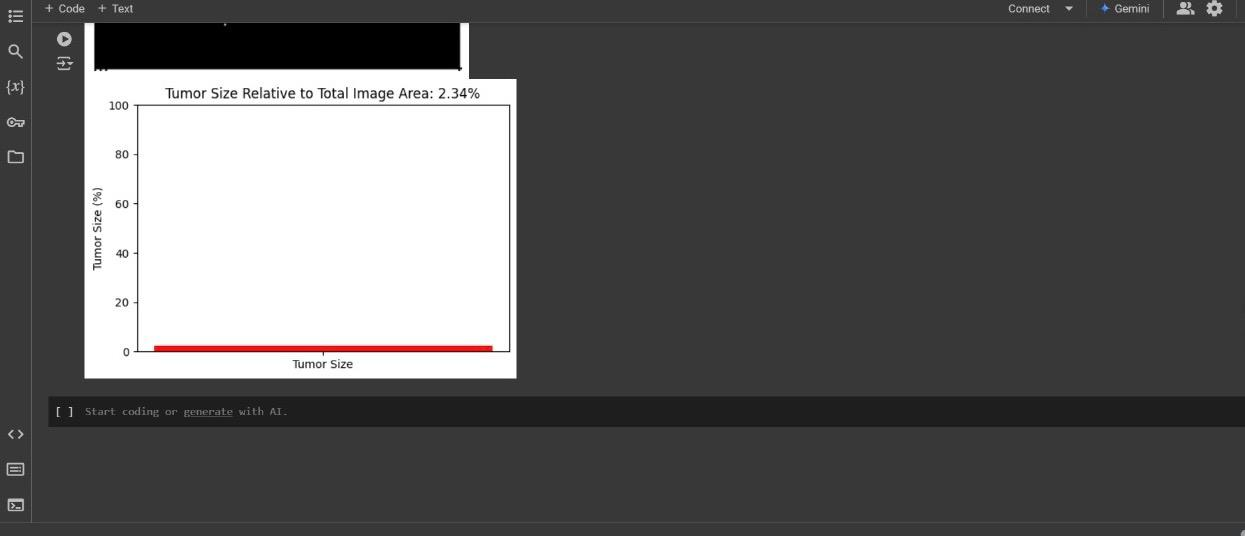 + Code + Text
Connect
Gemini
{x}
Tumor Size Relative to Total Image Area: 2.34%
100
80
60
40
20
0
Tumor Size (%)
Tumor Size
[ ] Start coding or generate with AI.